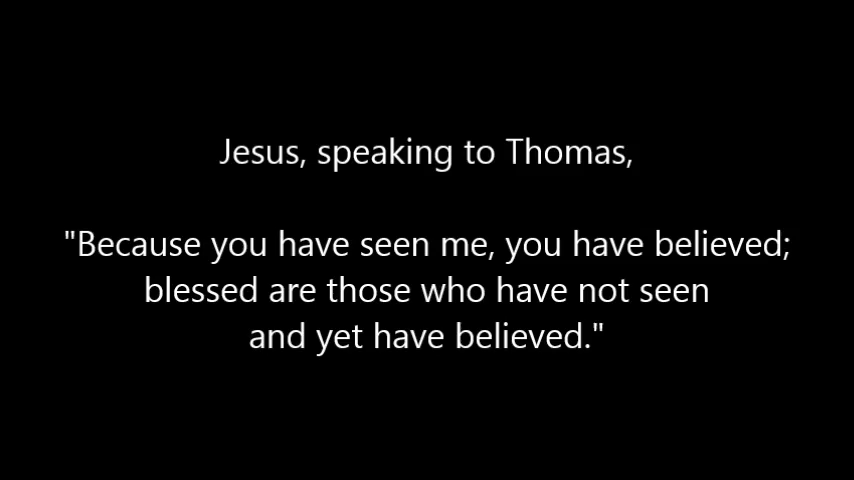 Jesus, speaking to Thomas,
"Because you have seen me, you have believed;
blessed are those who have not seen
and yet have believed."